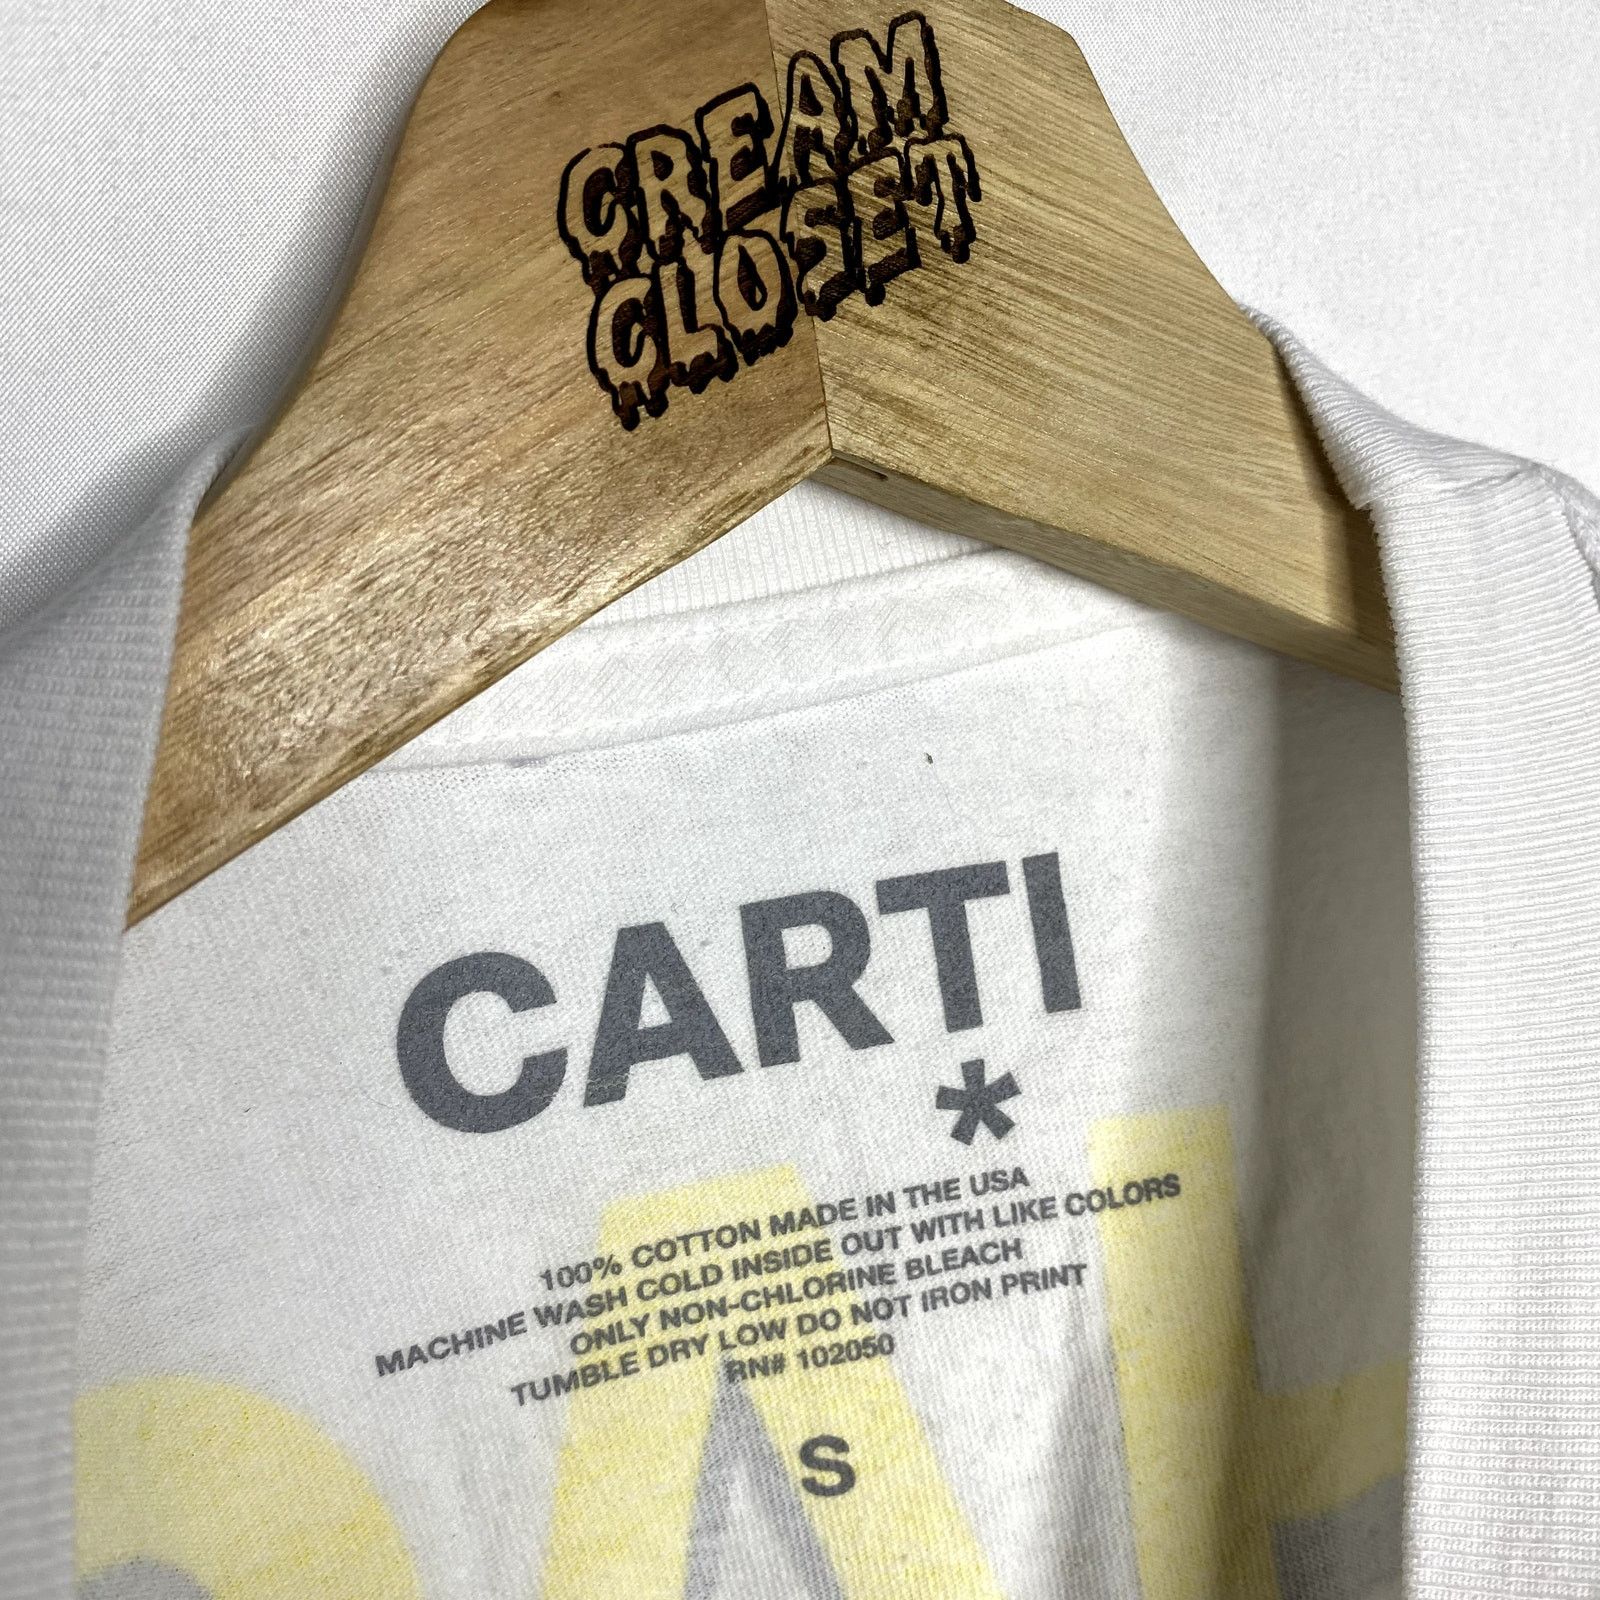 CREAM
CLOSET
CARTI
*
100% COTTON MADE IN THE USA
MACHINE WASH COLD INSIDE OUT WITH LIKE COLORS
ONLY NON-CHLORINE BLEACH
TUMBLE DRY LOW DO NOT IRON PRINT
RN# 102050
S